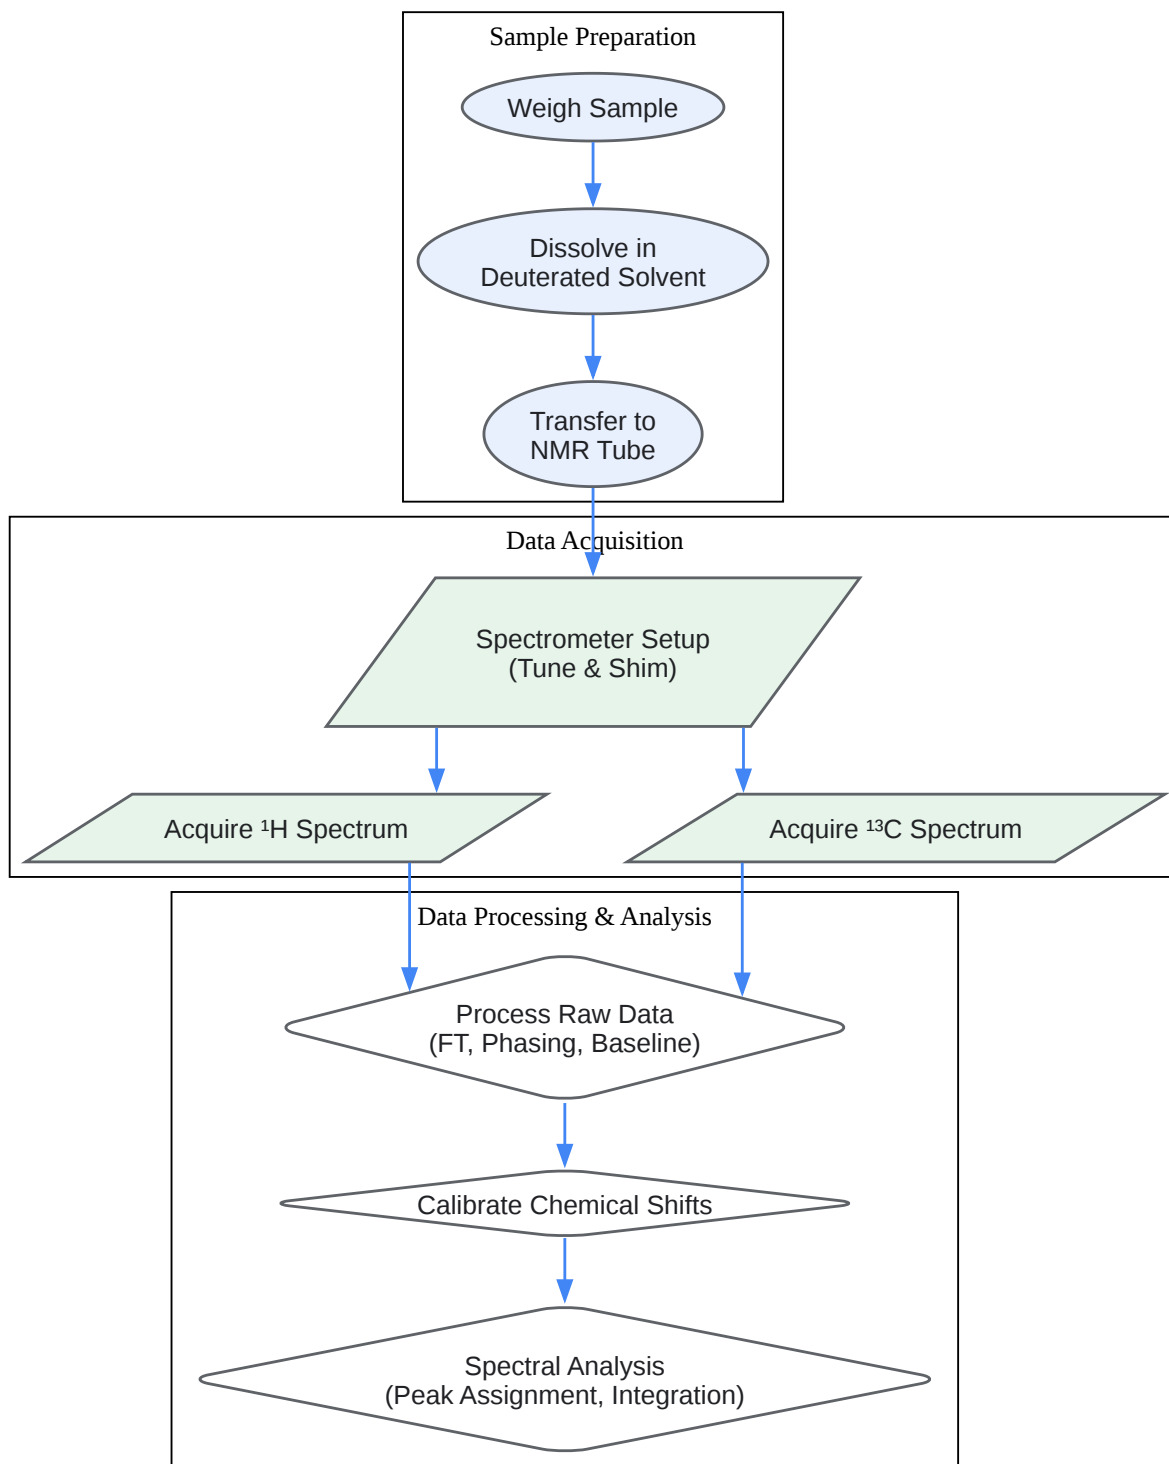 Sample Preparation
Weigh Sample
Dissolve in
Deuterated Solvent
Transfer to
NMR Tube
Data Acquisition
Spectrometer Setup
(Tune & Shim)
Acquire ¹H Spectrum
Acquire ¹³C Spectrum
Data Processing & Analysis
Process Raw Data
(FT, Phasing, Baseline)
Calibrate Chemical Shifts
Spectral Analysis
(Peak Assignment, Integration)